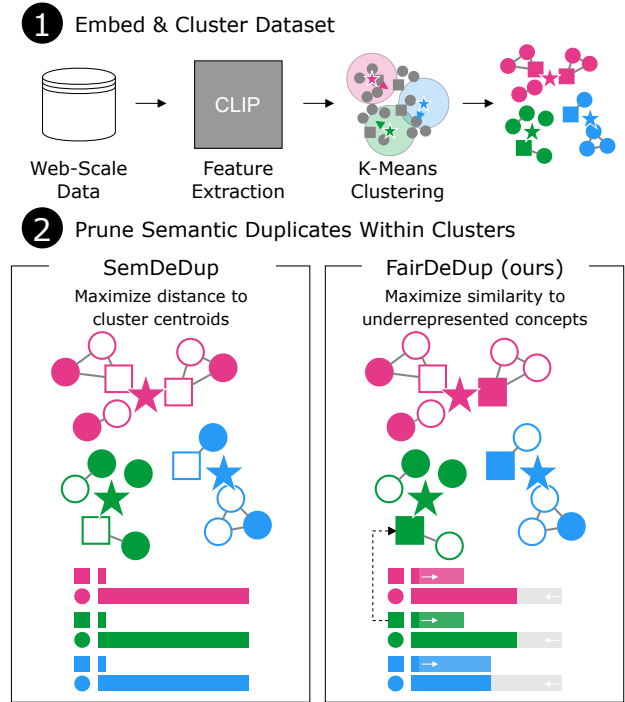 1 Embed & Cluster Dataset
CLIP
Web-Scale
Data
Feature
Extraction
K-Means
Clustering
2 Prune Semantic Duplicates Within Clusters
SemDeDup
Maximize distance to
cluster centroids
FairDeDup (ours)
Maximize similarity to
underrepresented concepts